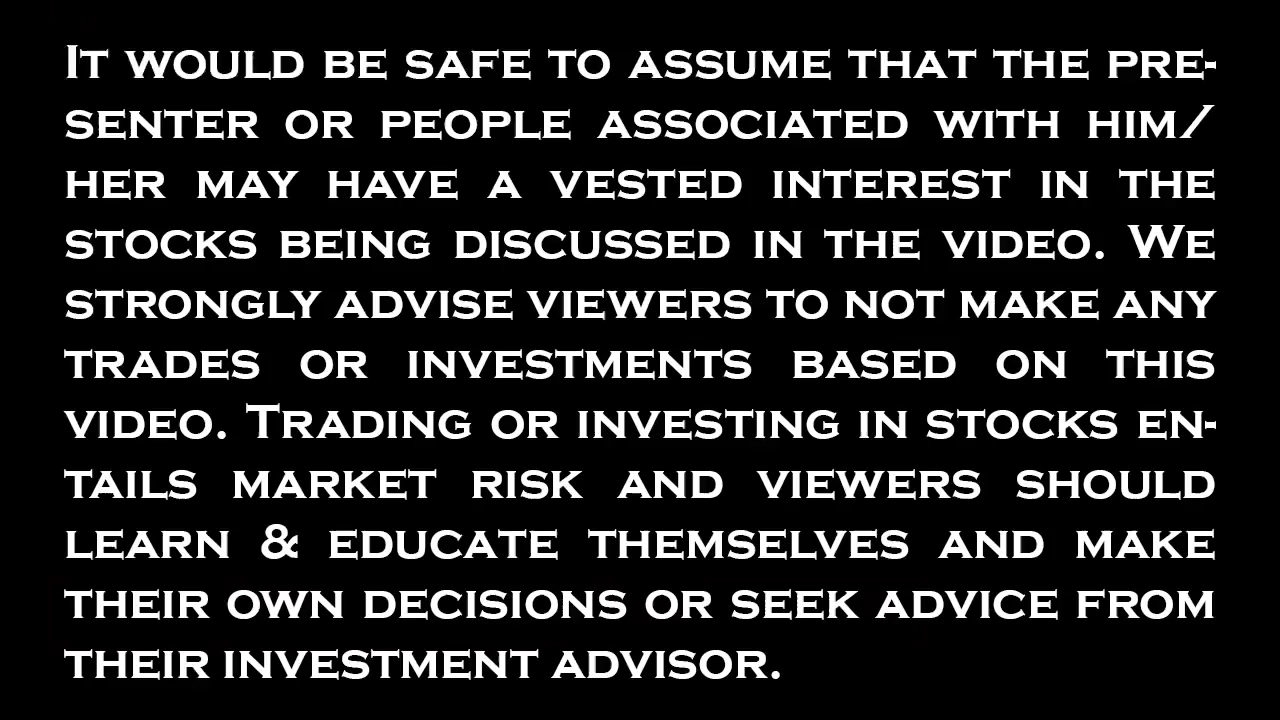 It would be safe to assume that the pre-
senter or people associated with him/
her may have a vested interest in the
stocks being discussed in the video. We
strongly advise viewers to not make any
trades or investments based on this
video. Trading or investing in stocks en-
tails market risk and viewers should
learn & educate themselves and make
their own decisions or seek advice from
their investment advisor.